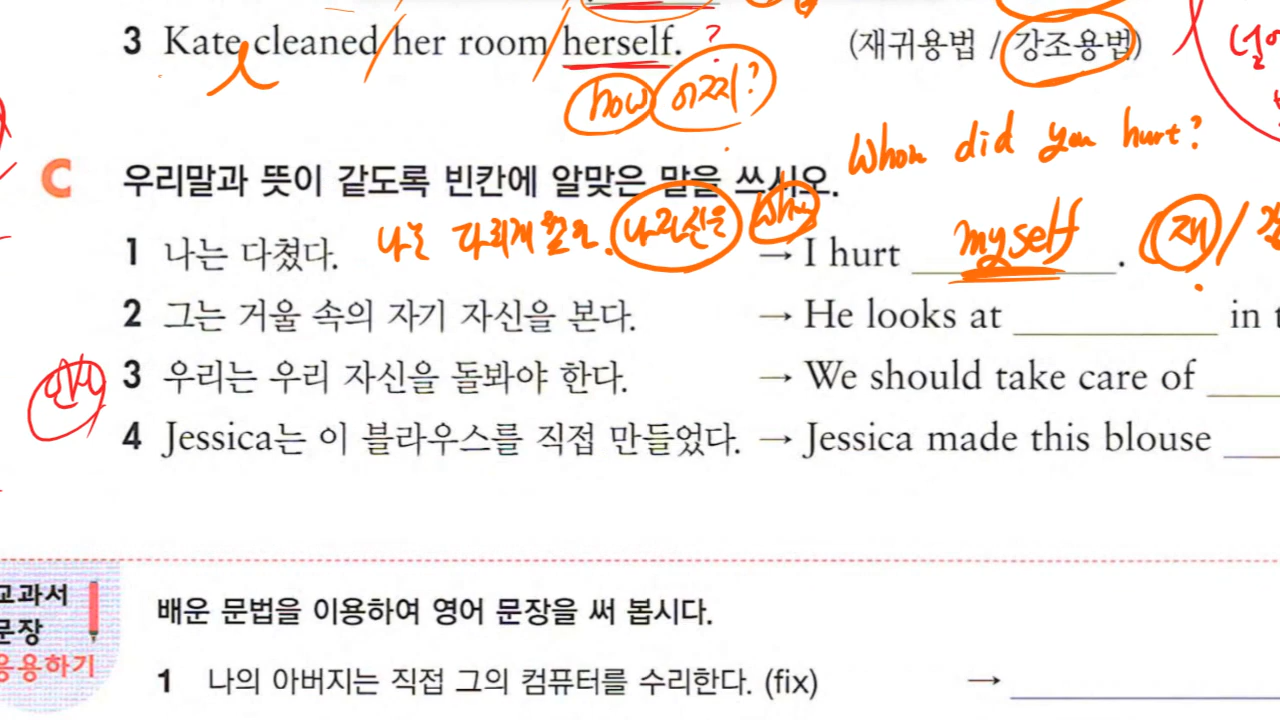 3 Kate cleaned her room herself. ? (재귀용법 / 강조용법)
how 어찌?
Whom did you hurt?
C 우리말과 뜻이 같도록 빈칸에 알맞은 말을 쓰시오.
1 나는 다쳤다. 나는 다치게 했다. 나 자신을 Why → I hurt myself. 재 /
2 그는 거울 속의 자기 자신을 본다. → He looks at ________ in
3 우리는 우리 자신을 돌봐야 한다. → We should take care of
4 Jessica는 이 블라우스를 직접 만들었다. → Jessica made this blouse
교과서
문장
응용하기
배운 문법을 이용하여 영어 문장을 써 봅시다.
1 나의 아버지는 직접 그의 컴퓨터를 수리한다. (fix) →